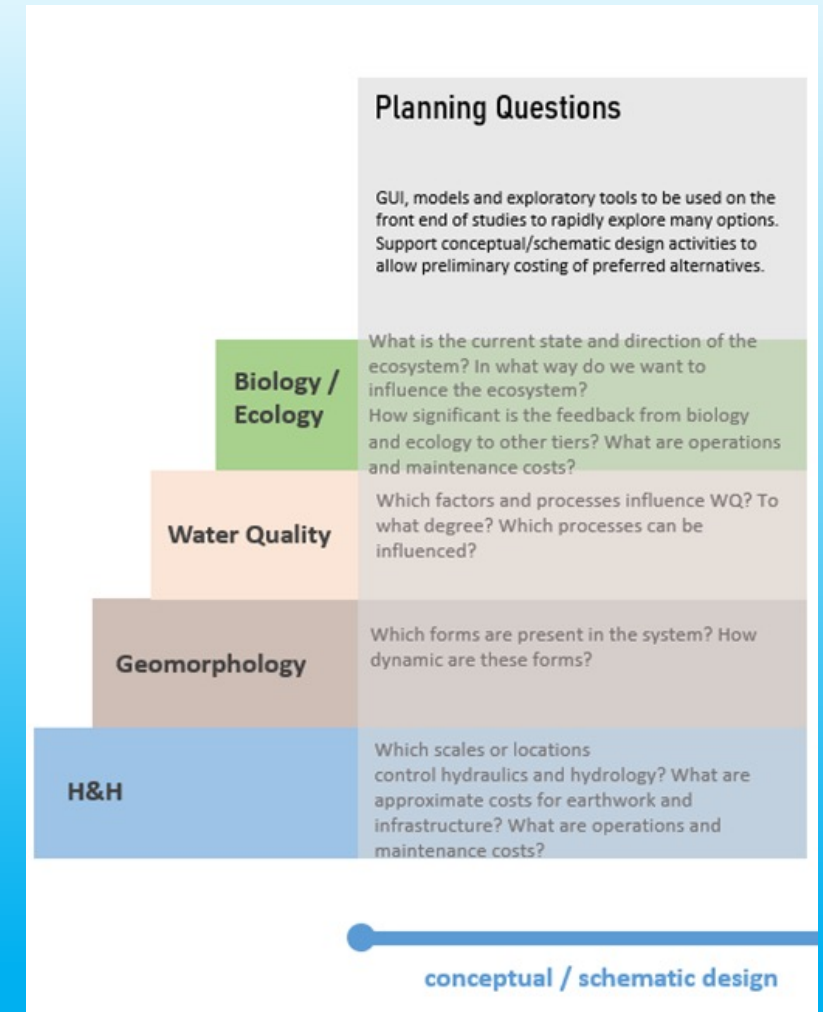 Planning Questions
GUI, models and exploratory tools to be used on the
front end of studies to rapidly explore many options.
Support conceptual/schematic design activities to
allow preliminary costing of preferred alternatives.
Biology /
Ecology
What is the current state and direction of the
ecosystem? In what way do we want to
influence the ecosystem?
How significant is the feedback from biology
and ecology to other tiers? What are operations
and maintenance costs?
Water Quality
Which factors and processes influence WQ? To
what degree? Which processes can be
influenced?
Geomorphology
Which forms are present in the system? How
dynamic are these forms?
H&H
Which scales or locations
control hydraulics and hydrology? What are
approximate costs for earthwork and
infrastructure? What are operations and
maintenance costs?
conceptual / schematic design